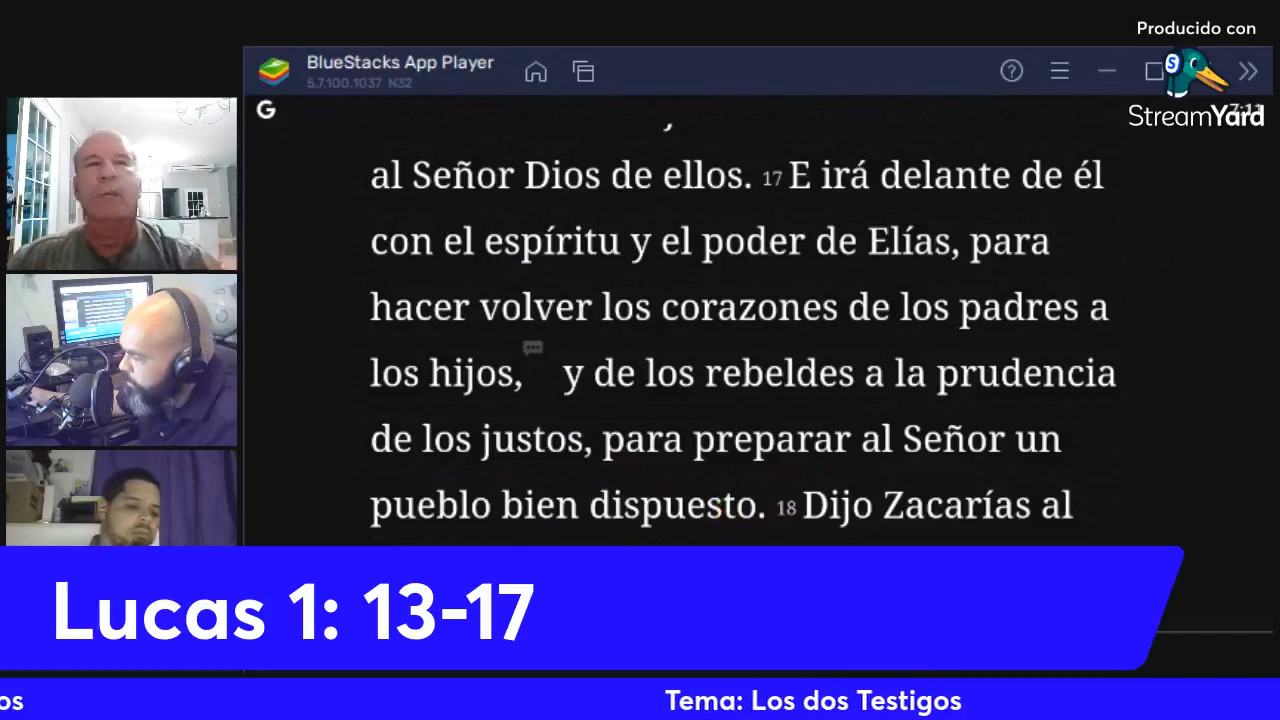 Producido con
StreamYard
BlueStacks App Player
5.7.100.1037 N32
al Señor Dios de ellos. 17 E irá delante de él
con el espíritu y el poder de Elías, para
hacer volver los corazones de los padres a
los hijos, y de los rebeldes a la prudencia
de los justos, para preparar al Señor un
pueblo bien dispuesto. 18 Dijo Zacarías al
Lucas 1: 13-17
os
Tema: Los dos Testigos